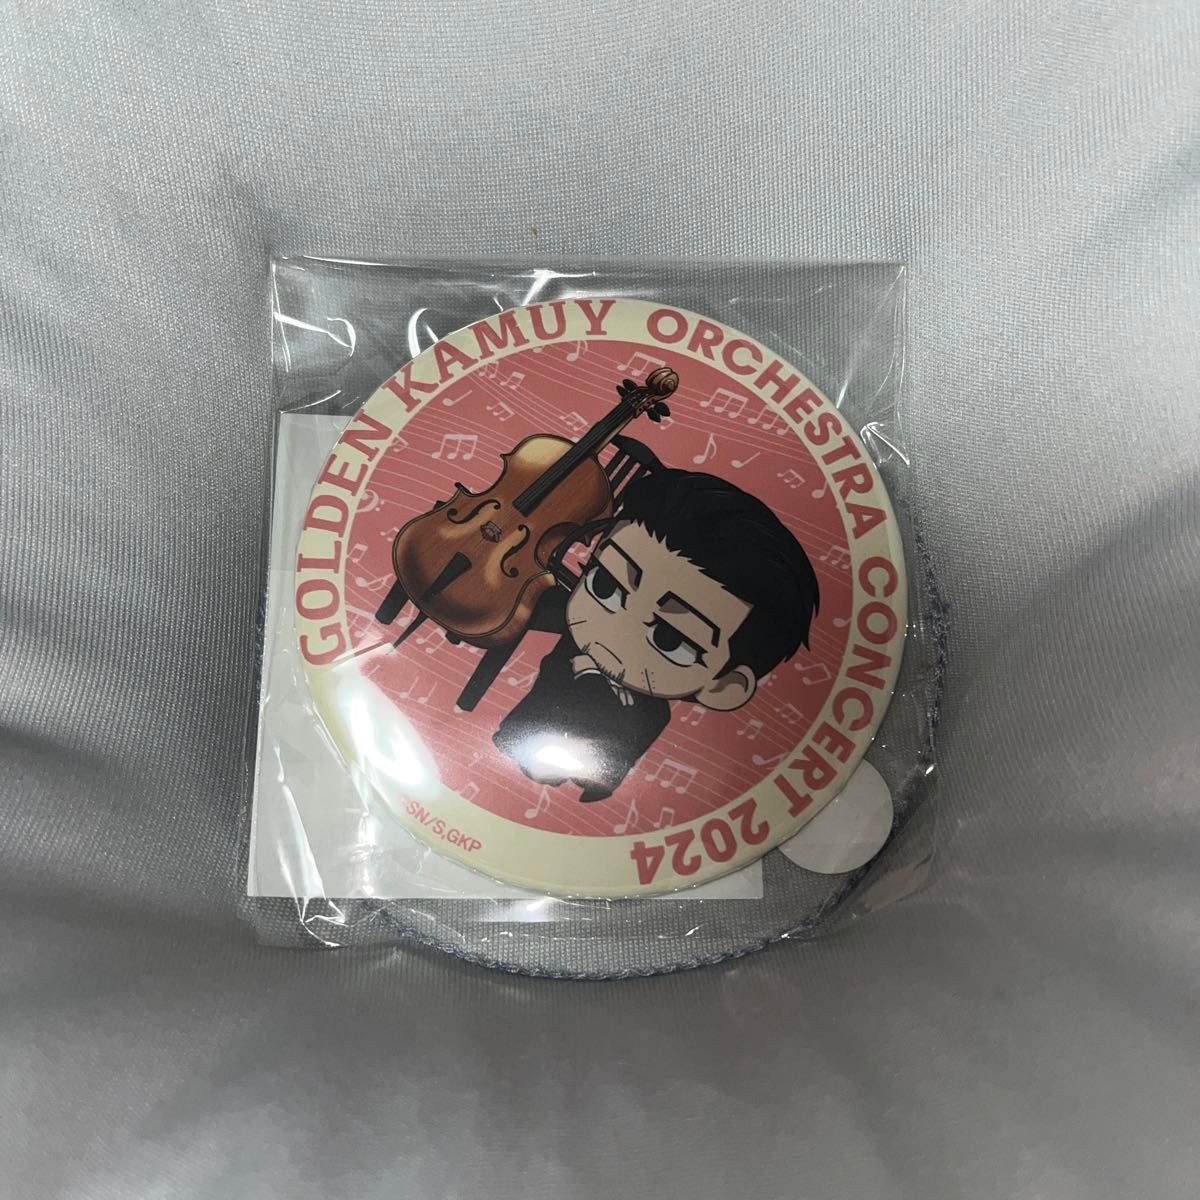 GOLDEN KAMUY ORCHESTRA CONCERT 2024
©SN/S,GKP